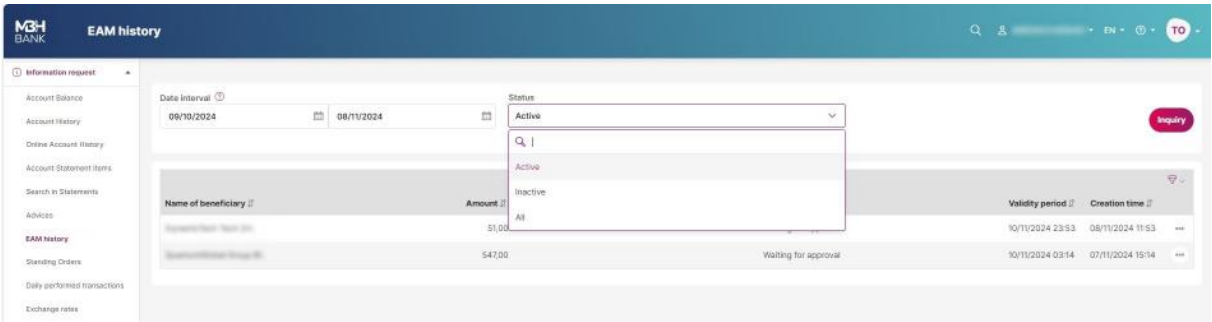 MBH
BANK
EAM history
EN
TO
Information request
Account Balance
Account History
Online Account History
Account Statement Items
Search in Statements
Advices
EAM history
Standing Orders
Daily performed transactions
Exchange rates
Date interval
09/10/2024
08/11/2024
Status
Active
Inquiry
Active
Inactive
All
Name of beneficiary
Amount
Validity period
Creation time
51,00
10/11/2024 23:53
08/11/2024 11:53
547,00
Waiting for approval
10/11/2024 03:14
07/11/2024 15:14